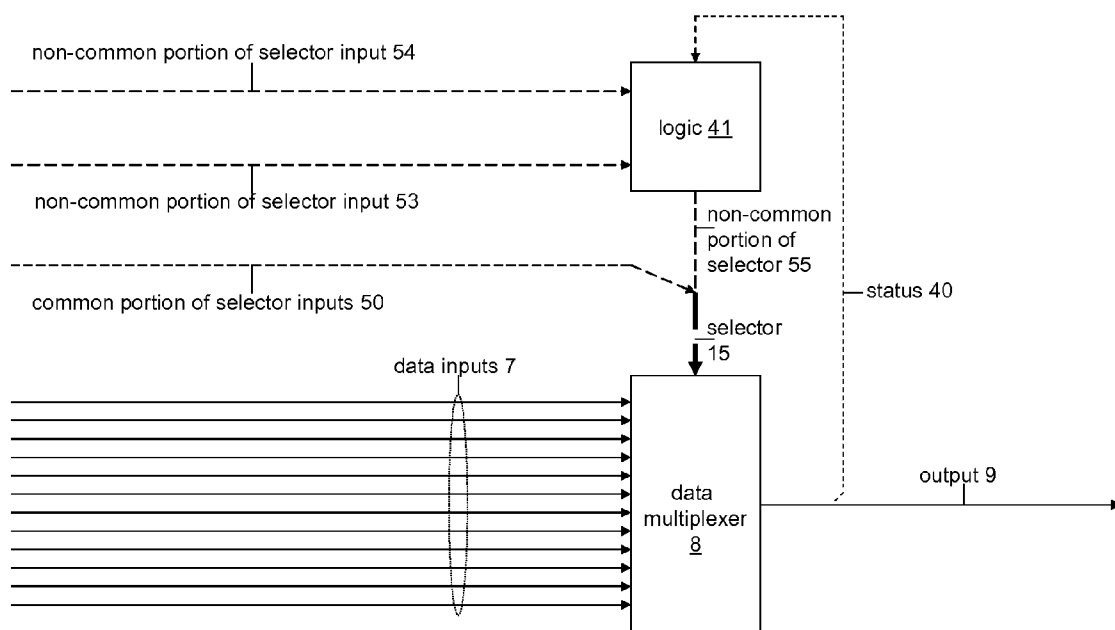 non-common portion of selector input 54
logic 41
non-common portion of selector input 53
non-common
portion of
selector 55
common portion of selector inputs 50
status 40
selector
15
data inputs 7
output 9
data
multiplexer
8